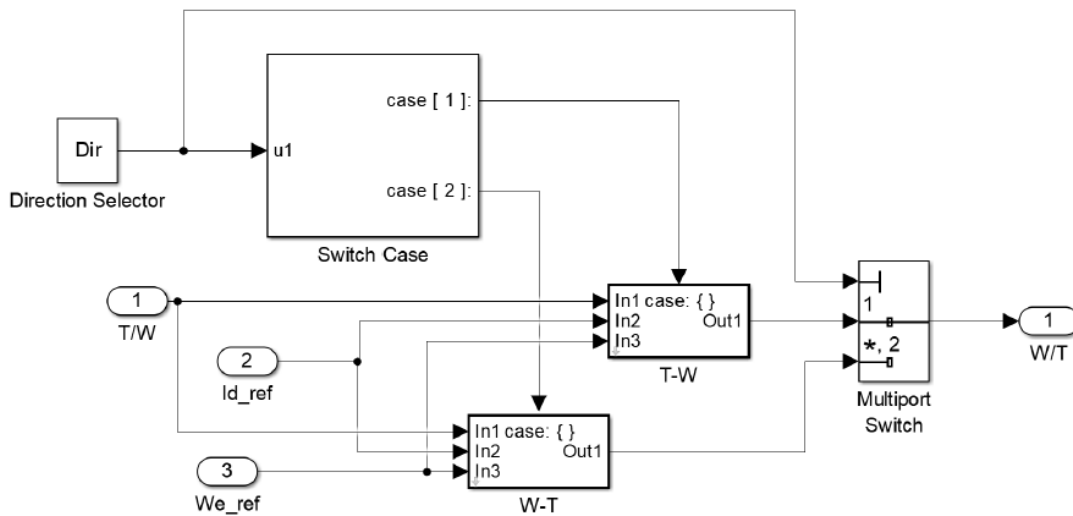 case [ 1 ]:
Dir
u1
Direction Selector
case [ 2 ]:
Switch Case
1
T/W
In1 case: { }
In2
Out1
In3
T-W
1
*, 2
Multiport
Switch
1
W/T
2
Id_ref
In1 case: { }
In2
Out1
In3
W-T
3
We_ref